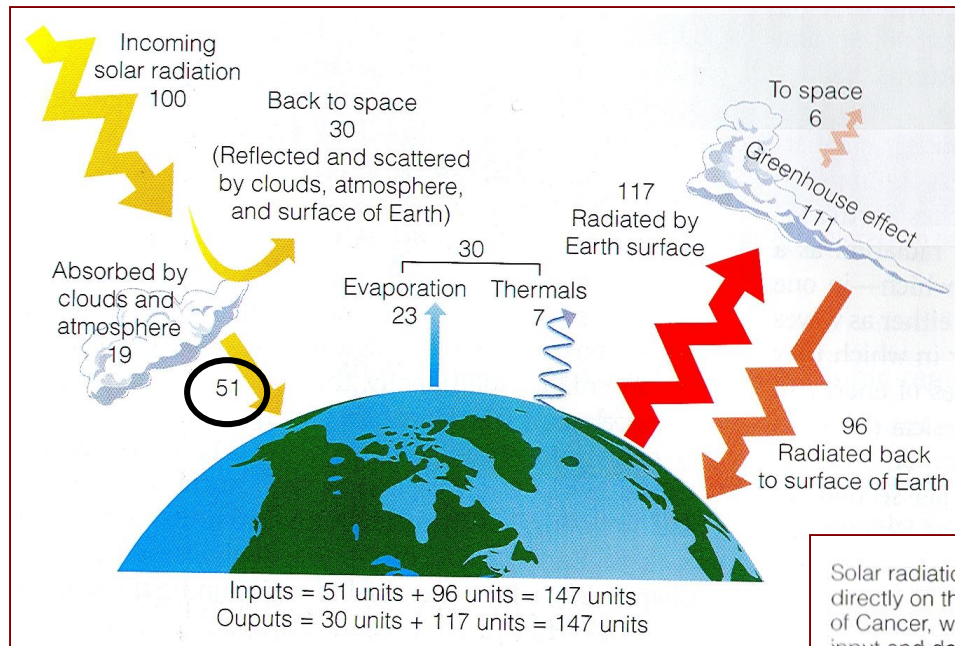 Incoming
solar radiation
100
Back to space
30
(Reflected and scattered
by clouds, atmosphere,
and surface of Earth)
To space
6
Greenhouse effect
111
117
Radiated by
Earth surface
30
Evaporation
23
Thermals
7
Absorbed by
clouds and
atmosphere
19
51
96
Radiated back
to surface of Earth
Inputs = 51 units + 96 units = 147 units
Ouputs = 30 units + 117 units = 147 units
Solar radiatio
directly on th
of Cancer, w